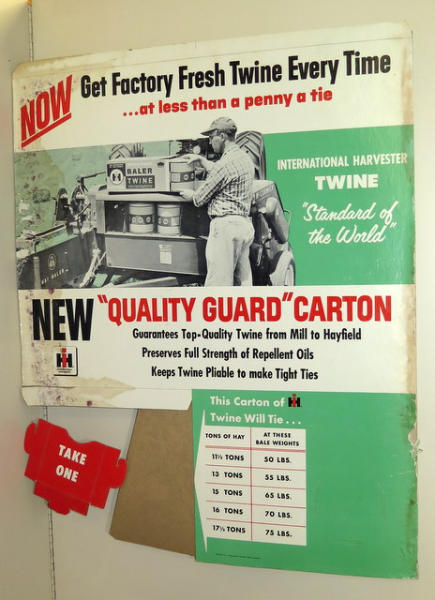 NOW
Get Factory Fresh Twine Every Time
...at less than a penny a tie
BALER
TWINE
INTERNATIONAL HARVESTER
TWINE
"Standard of
the World"
NEW "QUALITY GUARD" CARTON
Guarantees Top-Quality Twine from Mill to Hayfield
Preserves Full Strength of Repellent Oils
Keeps Twine Pliable to make Tight Ties
IH
This Carton of IH
Twine Will Tie...
TONS OF HAY
AT THESE
BALE WEIGHTS
11½ TONS 50 LBS.
13 TONS 55 LBS.
15 TONS 65 LBS.
16 TONS 70 LBS.
17½ TONS 75 LBS.
TAKE
ONE